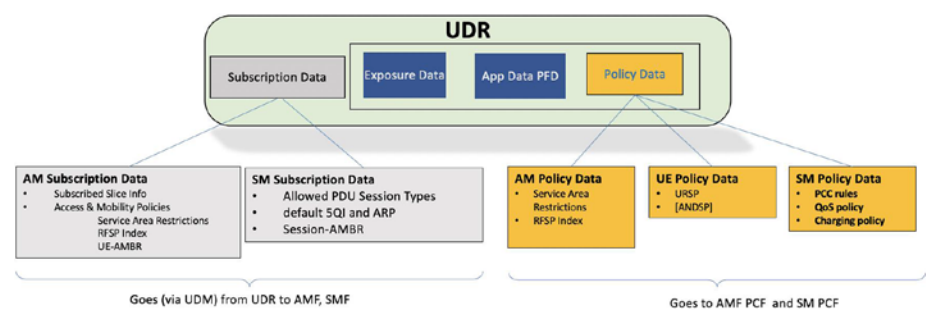 UDR
Subscription Data
Exposure Data
App Data PFD
Policy Data
AM Subscription Data
• Subscribed Slice Info
• Access & Mobility Policies
Service Area Restrictions
RFSP Index
UE-AMBR
SM Subscription Data
• Allowed PDU Session Types
• default 5QI and ARP
• Session-AMBR
AM Policy Data
• Service Area
Restrictions
• RFSP Index
UE Policy Data
• URSP
• [ANDSP]
SM Policy Data
• PCC rules
• QoS policy
• Charging policy
Goes (via UDM) from UDR to AMF, SMF
Goes to AMF PCF and SM PCF